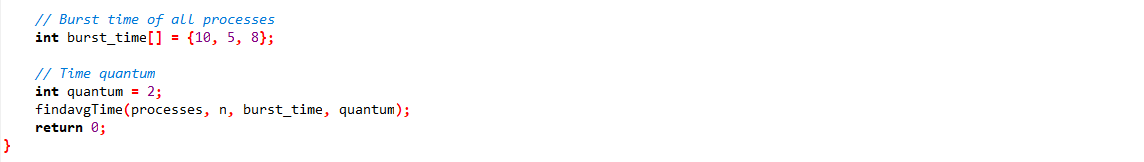 // Burst time of all processes
int burst_time[] = {10, 5, 8};
// Time quantum
int quantum = 2;
findavgTime(processes, n, burst_time, quantum);
return 0;
}